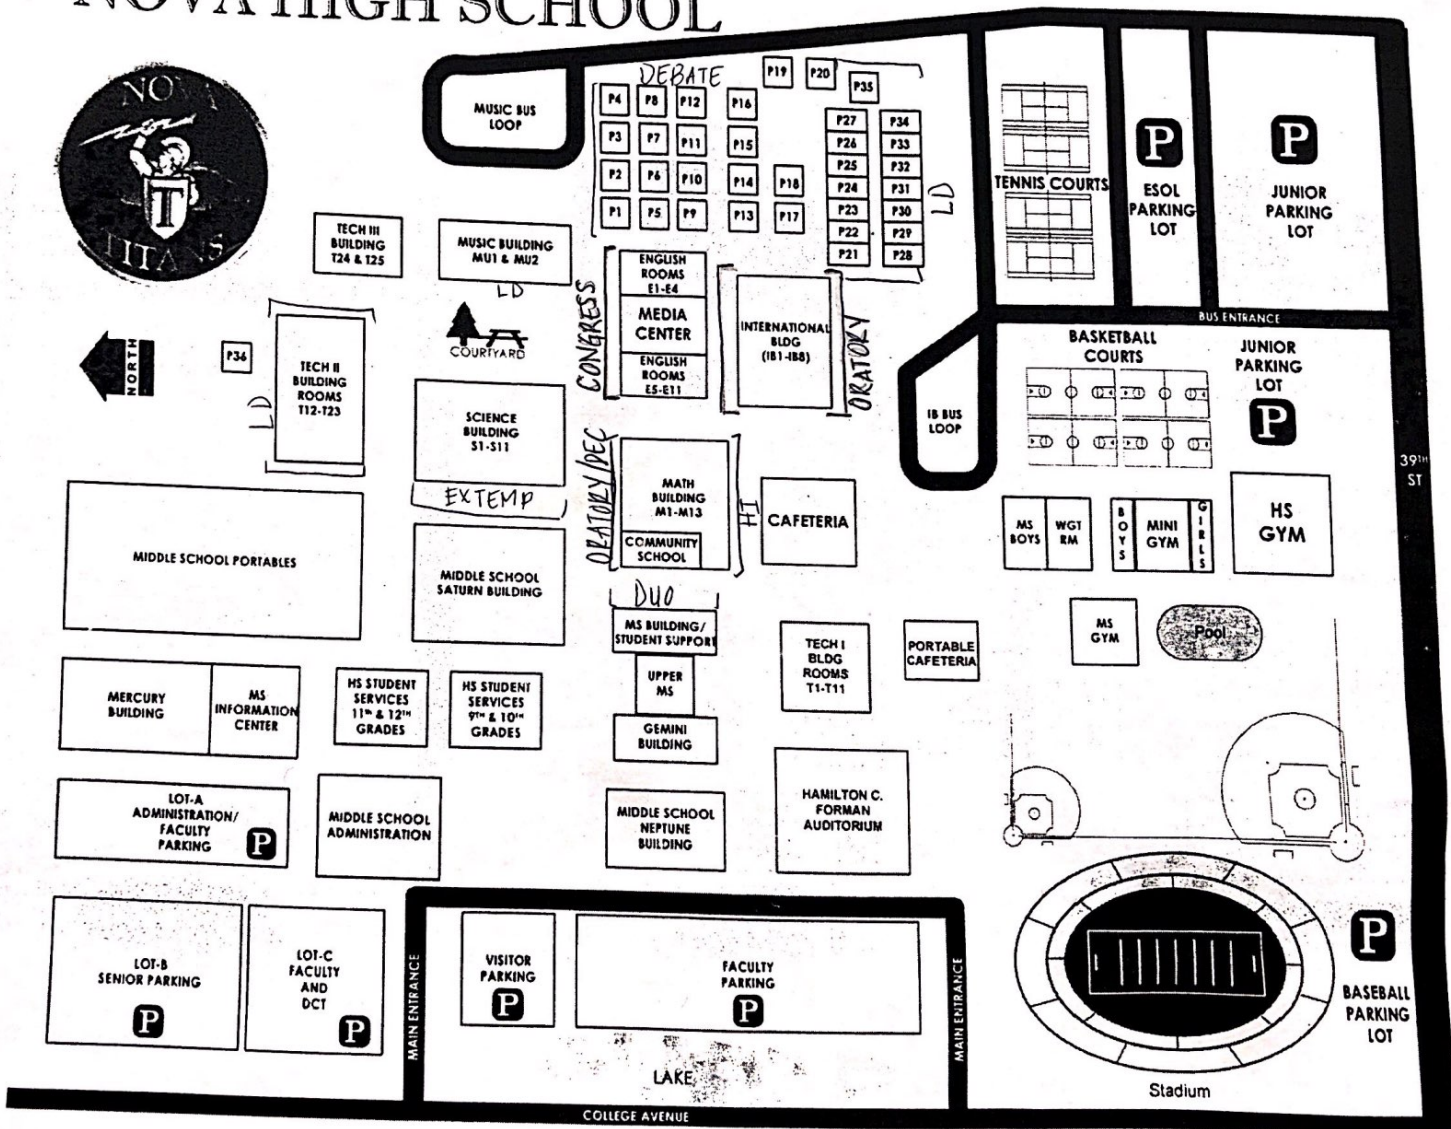 NOVA HIGH SCHOOL
NOVA
T
TITANS
MUSIC BUS
LOOP
DEBATE
P19
P20
P35
P4
P8
P12
P16
P3
P7
P11
P15
P2
P6
P10
P14
P18
P1
P5
P9
P13
P17
P27
P26
P25
P24
P23
P22
P21
P34
P33
P32
P31
P30
P29
P28
LD
TENNIS COURTS
P
ESOL
PARKING
LOT
P
JUNIOR
PARKING
LOT
TECH III
BUILDING
T24 & T25
MUSIC BUILDING
MU1 & MU2
LD
COURTYARD
CONGRESS
ENGLISH
ROOMS
E1-E4
MEDIA
CENTER
ENGLISH
ROOMS
E5-E11
INTERNATIONAL
BLDG
(IB1-IB8)
ORATORY
BUS ENTRANCE
NORTH
P36
LD
TECH II
BUILDING
ROOMS
T12-T23
SCIENCE
BUILDING
S1-S11
EXTEMP
IB BUS
LOOP
BASKETBALL
COURTS
JUNIOR
PARKING
LOT
P
39TH
ST
ORATORY/DEC
MATH
BUILDING
M1-M13
COMMUNITY
SCHOOL
HI
CAFETERIA
MS
BOYS
WGT
RM
BOYS
MINI
GYM
GIRLS
HS
GYM
MIDDLE SCHOOL PORTABLES
MIDDLE SCHOOL
SATURN BUILDING
DUO
MS BUILDING/
STUDENT SUPPORT
UPPER
MS
GEMINI
BUILDING
TECH I
BLDG
ROOMS
T1-T11
PORTABLE
CAFETERIA
MS
GYM
Pool
MERCURY
BUILDING
MS
INFORMATION
CENTER
HS STUDENT
SERVICES
11TH & 12TH
GRADES
HS STUDENT
SERVICES
9TH & 10TH
GRADES
LOT-A
ADMINISTRATION/
FACULTY
PARKING
P
MIDDLE SCHOOL
ADMINISTRATION
MIDDLE SCHOOL
NEPTUNE
BUILDING
HAMILTON C.
FORMAN
AUDITORIUM
LOT-B
SENIOR PARKING
P
LOT-C
FACULTY
AND
DCT
P
MAIN ENTRANCE
VISITOR
PARKING
P
FACULTY
PARKING
P
MAIN ENTRANCE
P
BASEBALL
PARKING
LOT
LAKE
Stadium
COLLEGE AVENUE